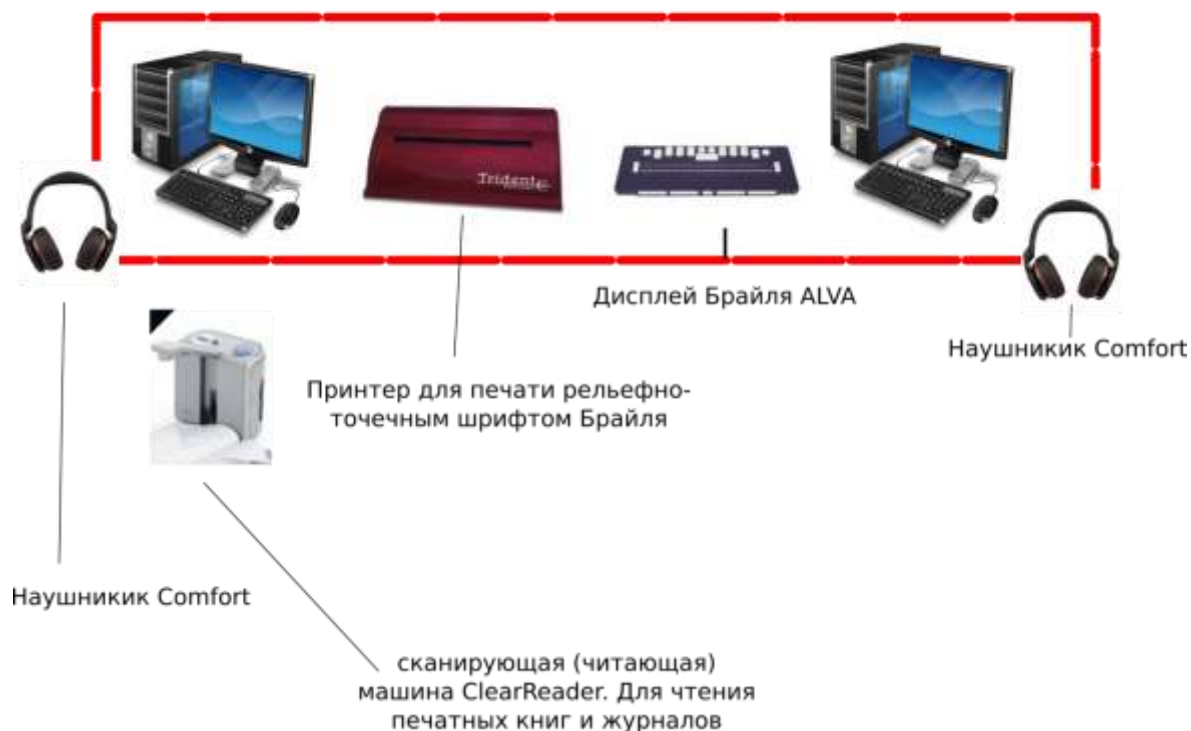 Tridente
Дисплей Брайля ALVA
Наушникик Comfort
Принтер для печати рельефно-
точечным шрифтом Брайля
Наушникик Comfort
сканирующая (читающая)
машина ClearReader. Для чтения
печатных книг и журналов